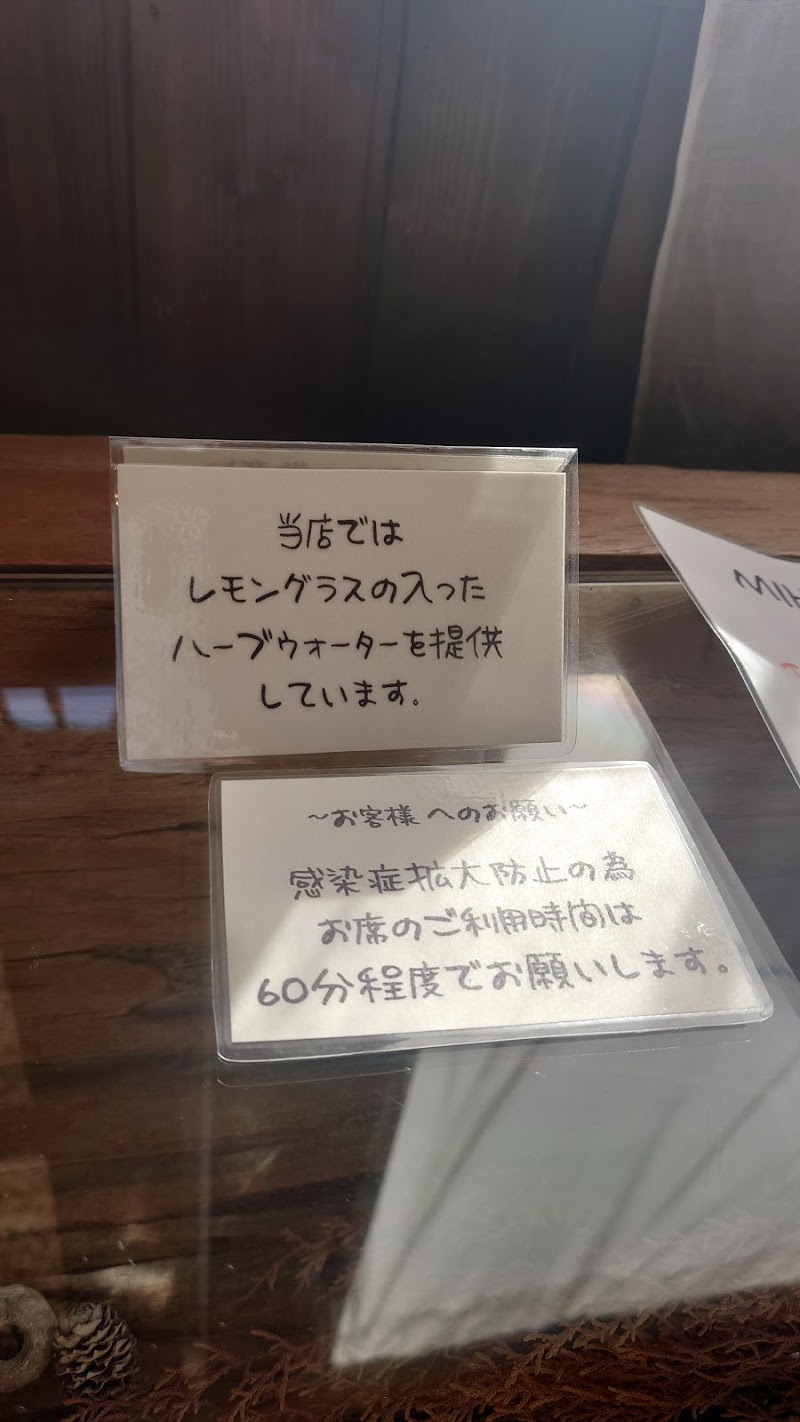 当店では
レモングラスの入った
ハーブウォーターを提供
しています。
～お客様へのお願い～
感染症拡大防止の為
お席のご利用時間は
60分程度でお願いします。